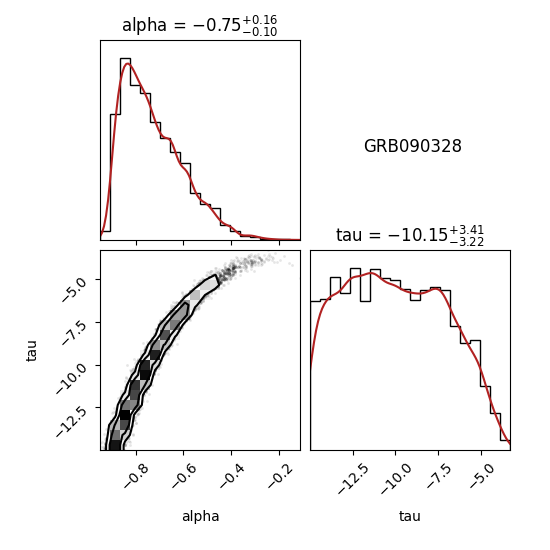 alpha = −0.75+0.16−0.10
GRB090328
tau = −10.15+3.41−3.22
tau
−5.0
−7.5
−10.0
−12.5
−0.8 −0.6 −0.4 −0.2
−12.5 −10.0 −7.5 −5.0
alpha tau